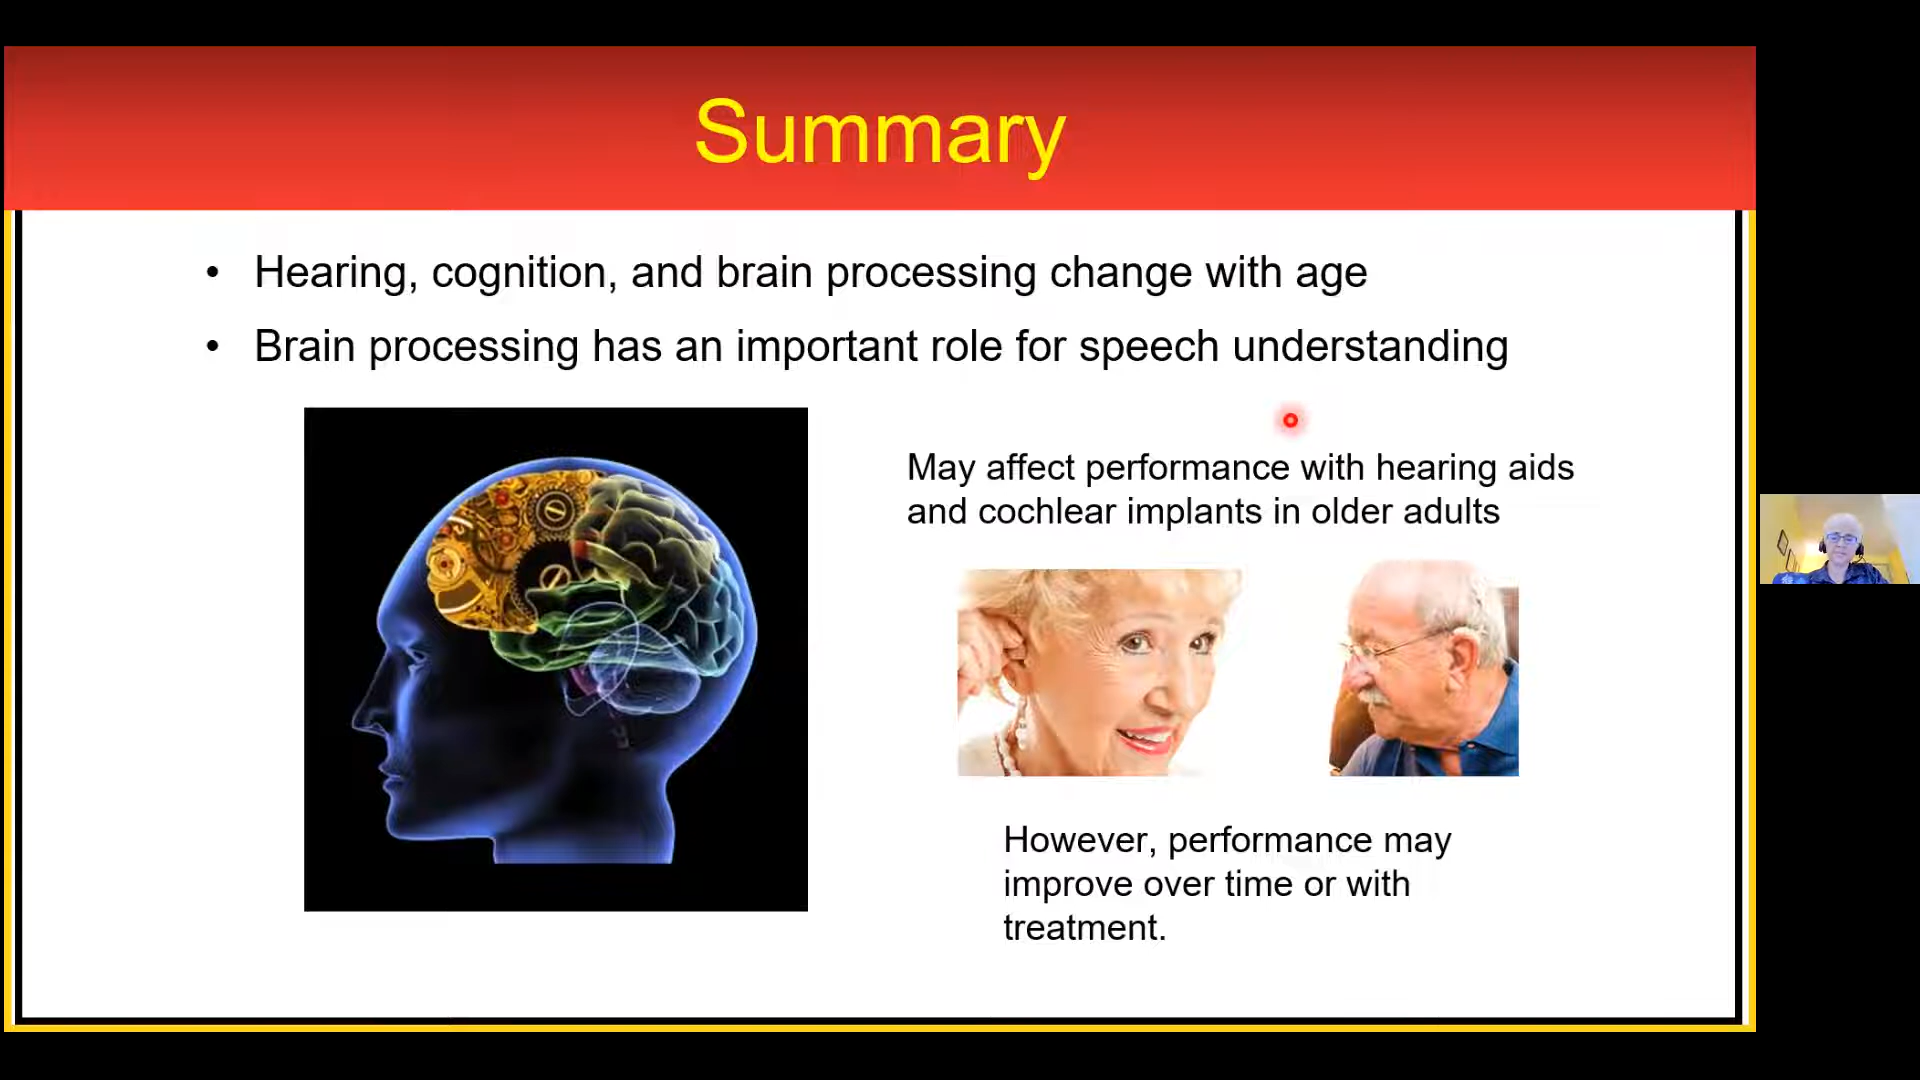 Summary
• Hearing, cognition, and brain processing change with age
• Brain processing has an important role for speech understanding
May affect performance with hearing aids
and cochlear implants in older adults
However, performance may
improve over time or with
treatment.